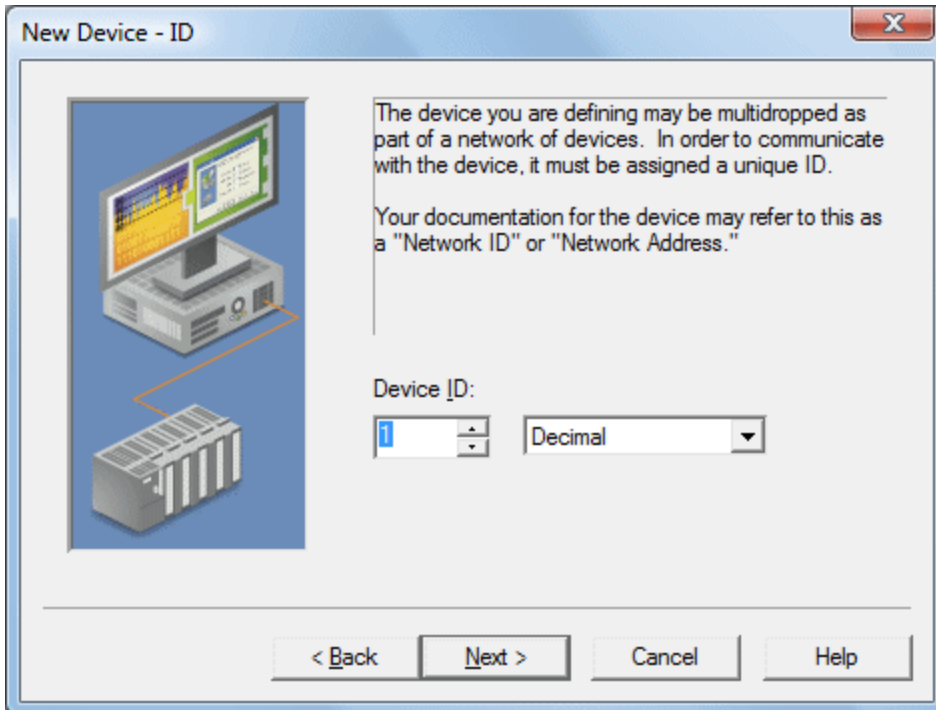 New Device - ID
The device you are defining may be multidropped as
part of a network of devices.  In order to communicate
with the device, it must be assigned a unique ID.
Your documentation for the device may refer to this as
a "Network ID" or "Network Address."
Device ID:
1 Decimal
< Back Next > Cancel Help